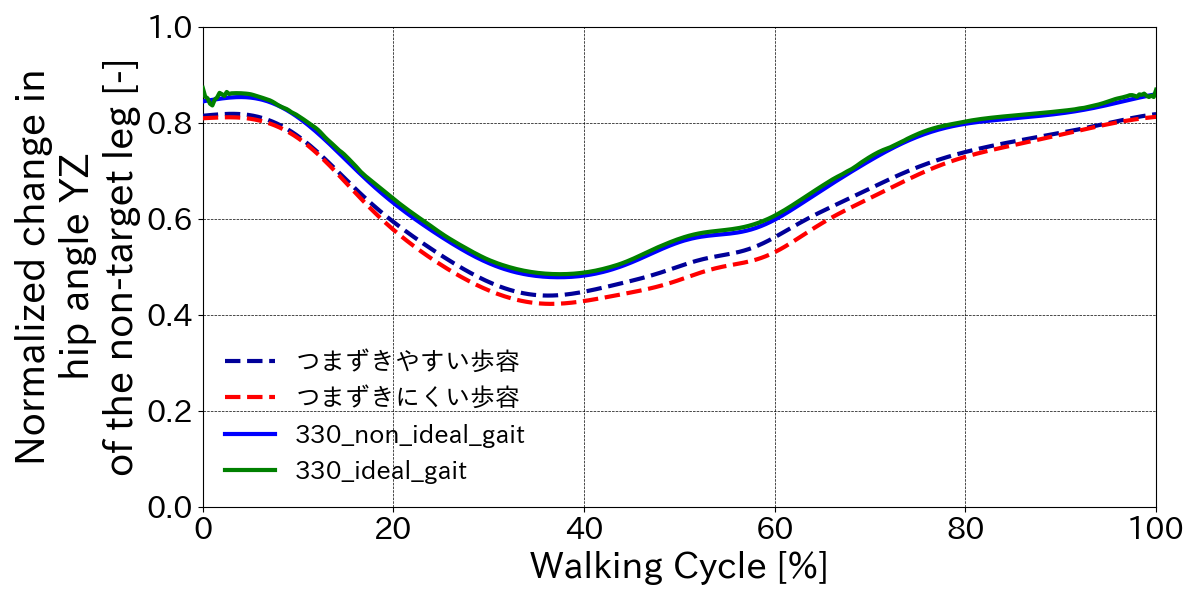 Normalized change in
hip angle YZ
of the non-target leg [-]
1.0
0.8
0.6
0.4
0.2
0.0
つまずきやすい歩容
つまずきにくい歩容
330_non_ideal_gait
330_ideal_gait
0 20 40 60 80 100
Walking Cycle [%]